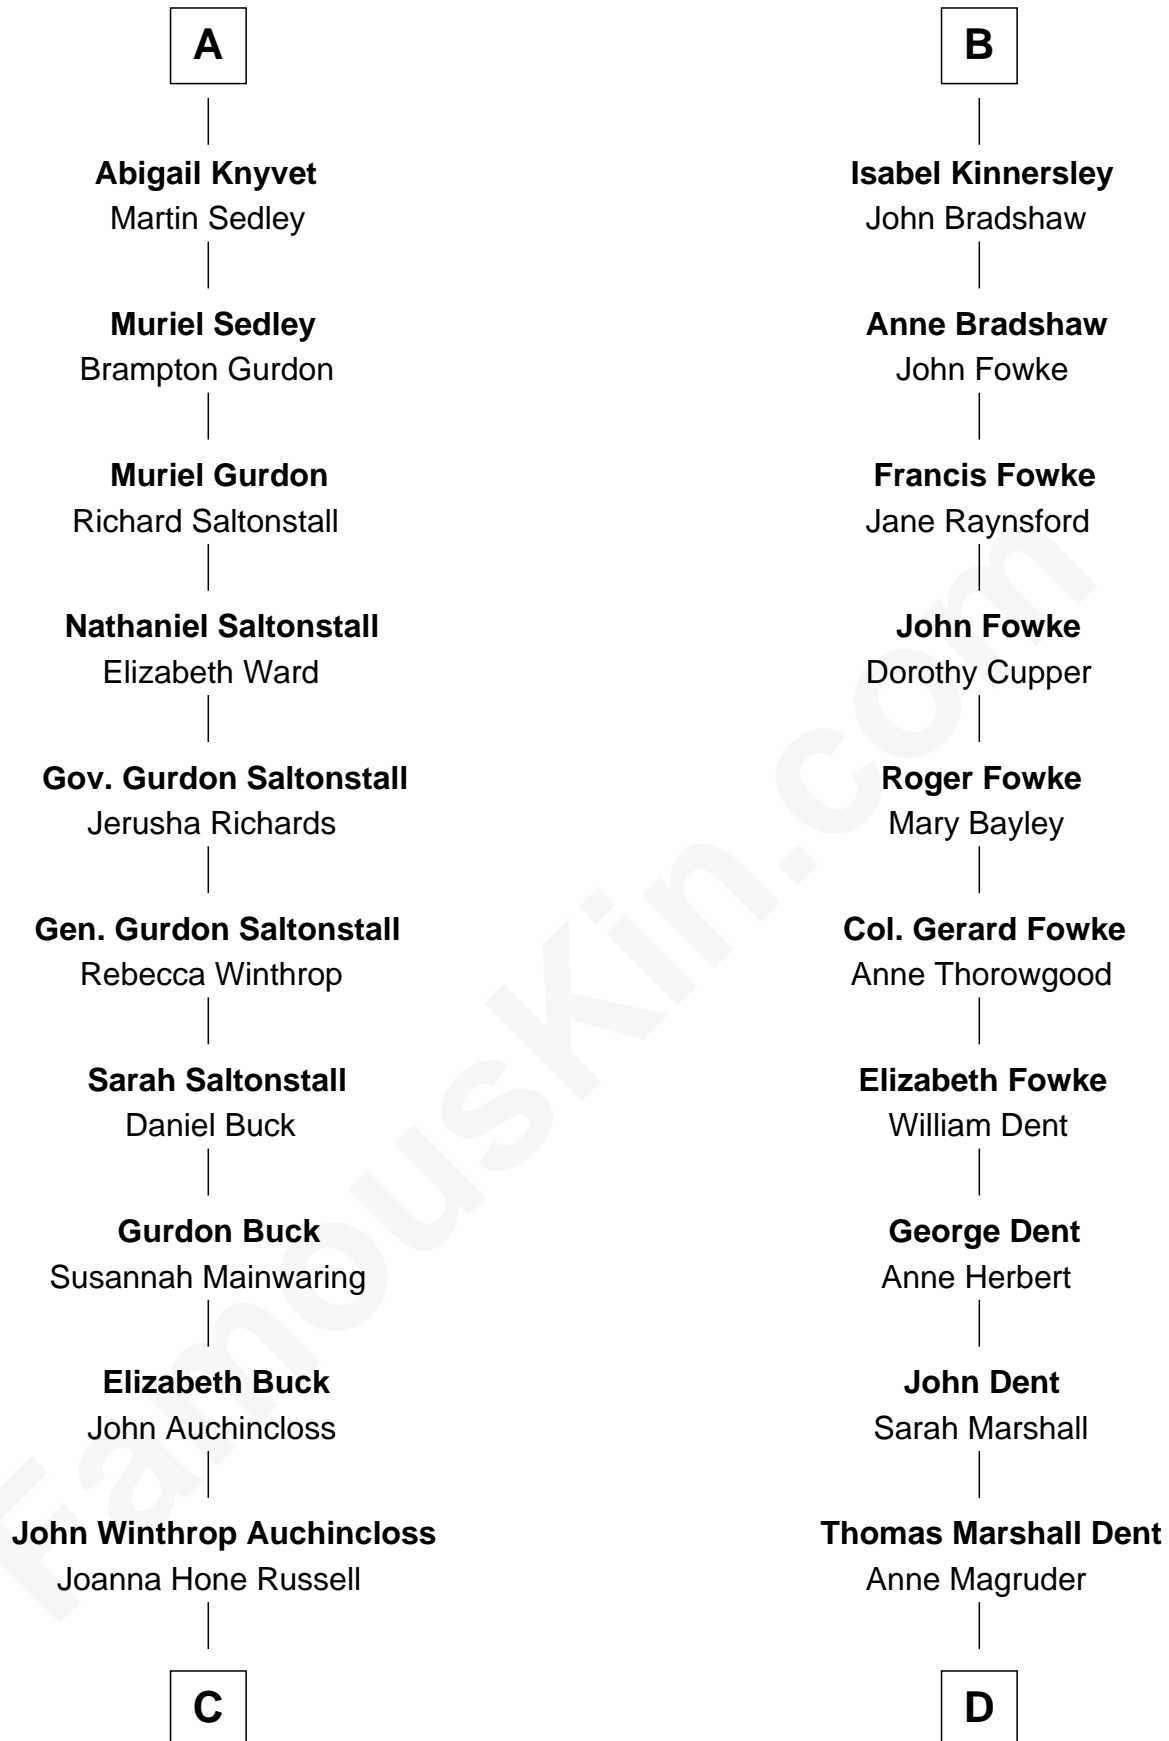 A
Abigail Knyvet
Martin Sedley
Muriel Sedley
Brampton Gurdon
Muriel Gurdon
Richard Saltonstall
Nathaniel Saltonstall
Elizabeth Ward
Gov. Gurdon Saltonstall
Jerusha Richards
Gen. Gurdon Saltonstall
Rebecca Winthrop
Sarah Saltonstall
Daniel Buck
Gurdon Buck
Susannah Mainwaring
Elizabeth Buck
John Auchincloss
John Winthrop Auchincloss
Joanna Hone Russell
C
B
Isabel Kinnersley
John Bradshaw
Anne Bradshaw
John Fowke
Francis Fowke
Jane Raynsford
John Fowke
Dorothy Cupper
Roger Fowke
Mary Bayley
Col. Gerard Fowke
Anne Thorowgood
Elizabeth Fowke
William Dent
George Dent
Anne Herbert
John Dent
Sarah Marshall
Thomas Marshall Dent
Anne Magruder
D
FamousKin.com